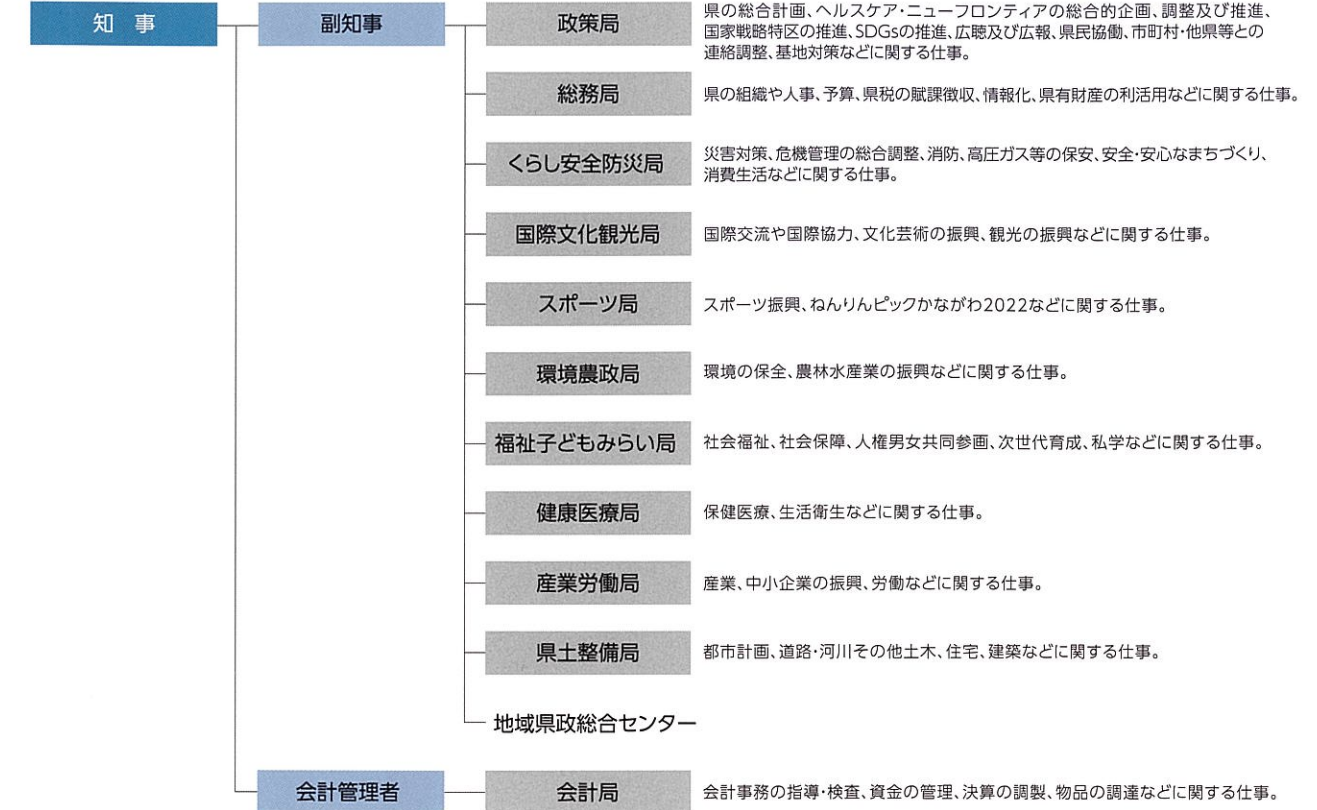 知 事
副知事
政策局
県の総合計画、ヘルスケア・ニューフロンティアの総合的企画、調整及び推進、
国家戦略特区の推進、SDGsの推進、広聴及び広報、県民協働、市町村・他県等との
連絡調整、基地対策などに関する仕事。
総務局
県の組織や人事、予算、県税の賦課徴収、情報化、県有財産の利活用などに関する仕事。
くらし安全防災局
災害対策、危機管理の総合調整、消防、高圧ガス等の保安、安全・安心なまちづくり、
消費生活などに関する仕事。
国際文化観光局
国際交流や国際協力、文化芸術の振興、観光の振興などに関する仕事。
スポーツ局
スポーツ振興、ねんりんピックかながわ2022などに関する仕事。
環境農政局
環境の保全、農林水産業の振興などに関する仕事。
福祉子どもみらい局
社会福祉、社会保障、人権男女共同参画、次世代育成、私学などに関する仕事。
健康医療局
保健医療、生活衛生などに関する仕事。
産業労働局
産業、中小企業の振興、労働などに関する仕事。
県土整備局
都市計画、道路・河川その他土木、住宅、建築などに関する仕事。
地域県政総合センター
会計管理者
会計局
会計事務の指導・検査、資金の管理、決算の調製、物品の調達などに関する仕事。